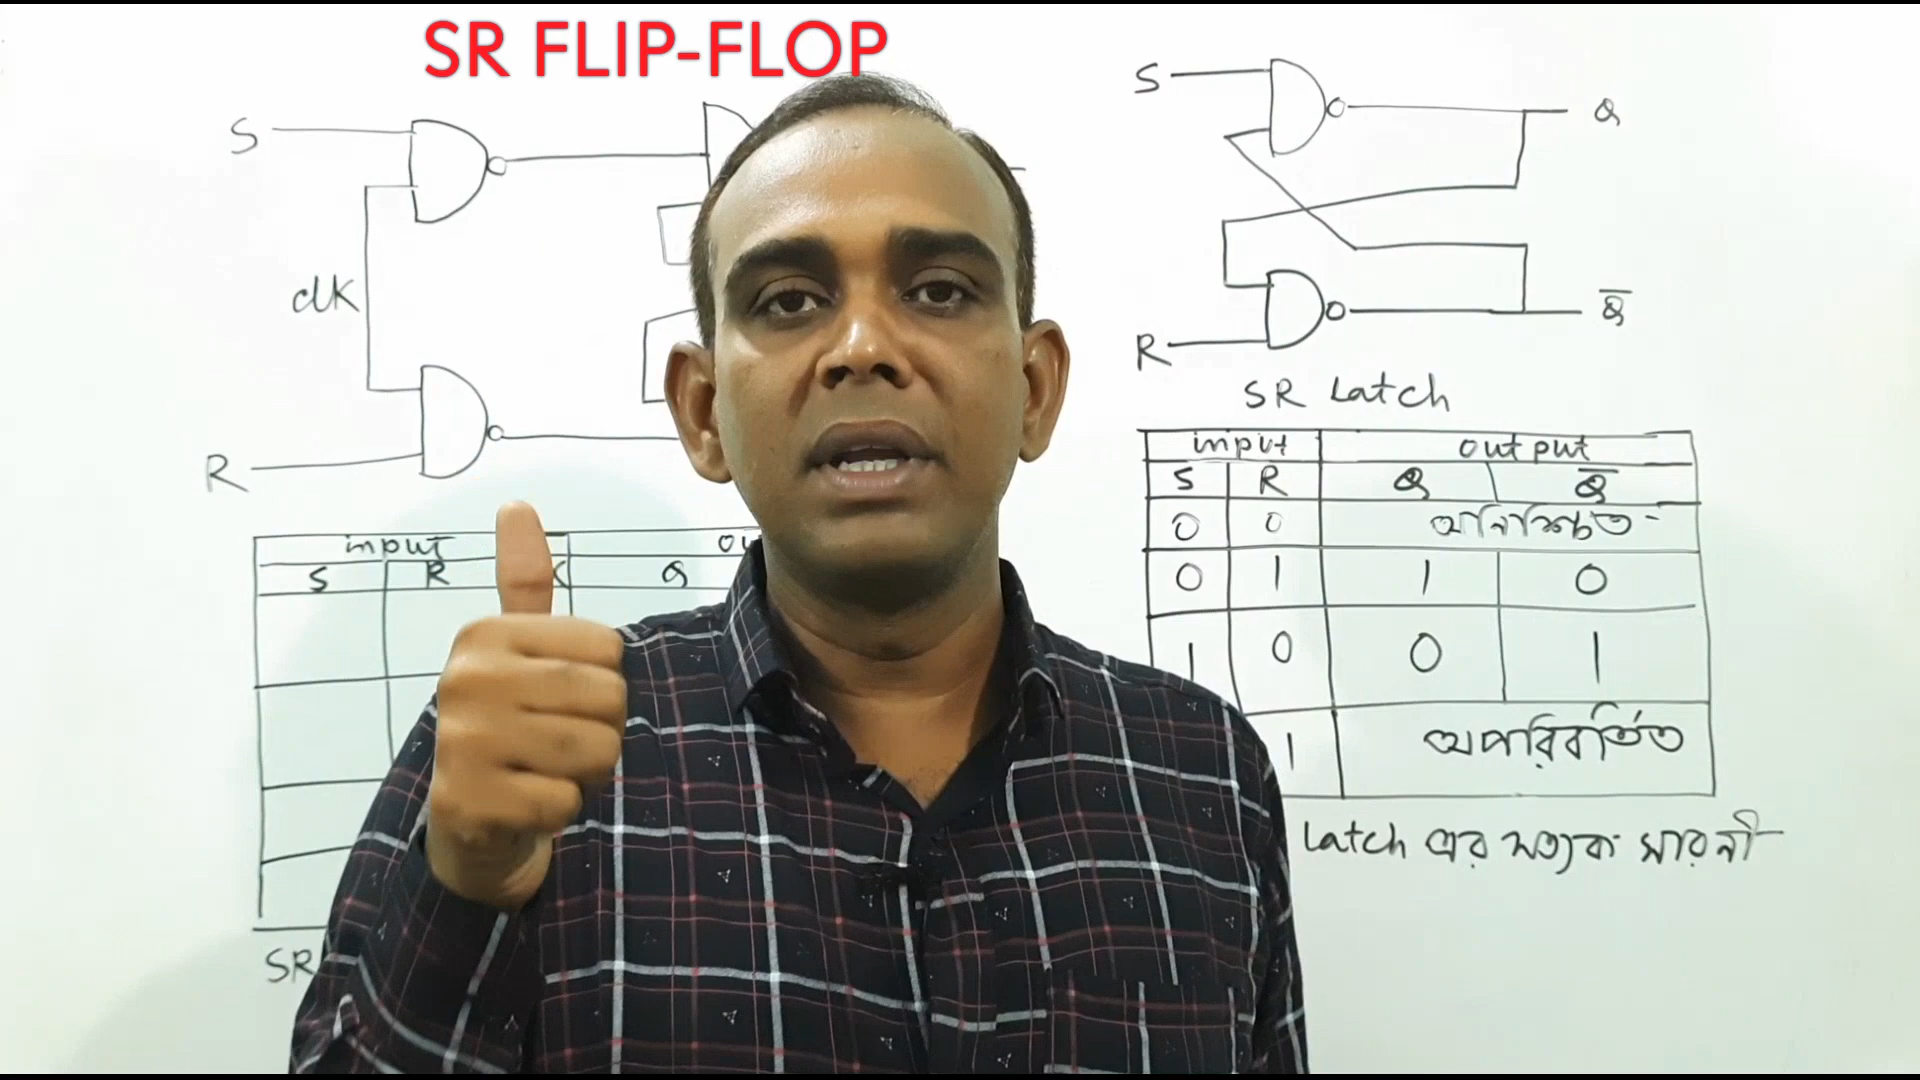 SR FLIP-FLOP
S
clk
R
input
S R
Q
SR
S
Q
Q̅
R
SR Latch
input output
S R Q Q̅
0 0 অনিশ্চিত
0 1 1 0
1 0 0 1
1 অপরিবর্তিত
Latch এর সত্যক সারনী